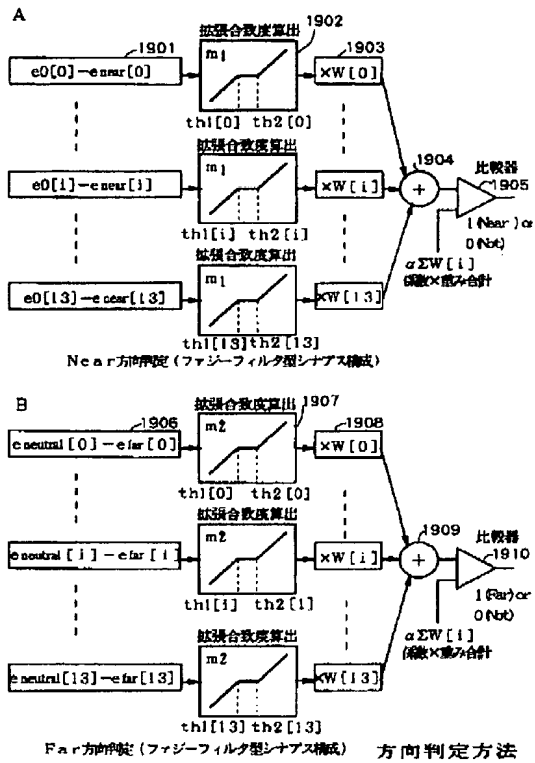 A
1901
拡張合致度算出
1902
1903
e0[0]−enear[0]
m1
×W[0]
th1[0] th2[0]
拡張合致度算出
1904
比較器
1905
e0[i]−enear[i]
m1
×W[i]
+
th1[i] th2[i]
1(Near) or
0(Not)
拡張合致度算出
αΣW[i]
係数×重み合計
e0[13]−enear[13]
m1
×W[13]
th1[13] th2[13]
Near方向判定(ファジーフィルタ型シナプス構成)
B
1906
拡張合致度算出
1907
1908
eneutral[0]−efar[0]
m2
×W[0]
th1[0] th2[0]
拡張合致度算出
1909
比較器
1910
eneutral[i]−efar[i]
m2
×W[i]
+
th1[i] th2[i]
1(Far) or
0(Not)
拡張合致度算出
αΣW[i]
係数×重み合計
eneutral[13]−efar[13]
m2
×W[13]
th1[13] th2[13]
Far方向判定(ファジーフィルタ型シナプス構成)
方向判定方法